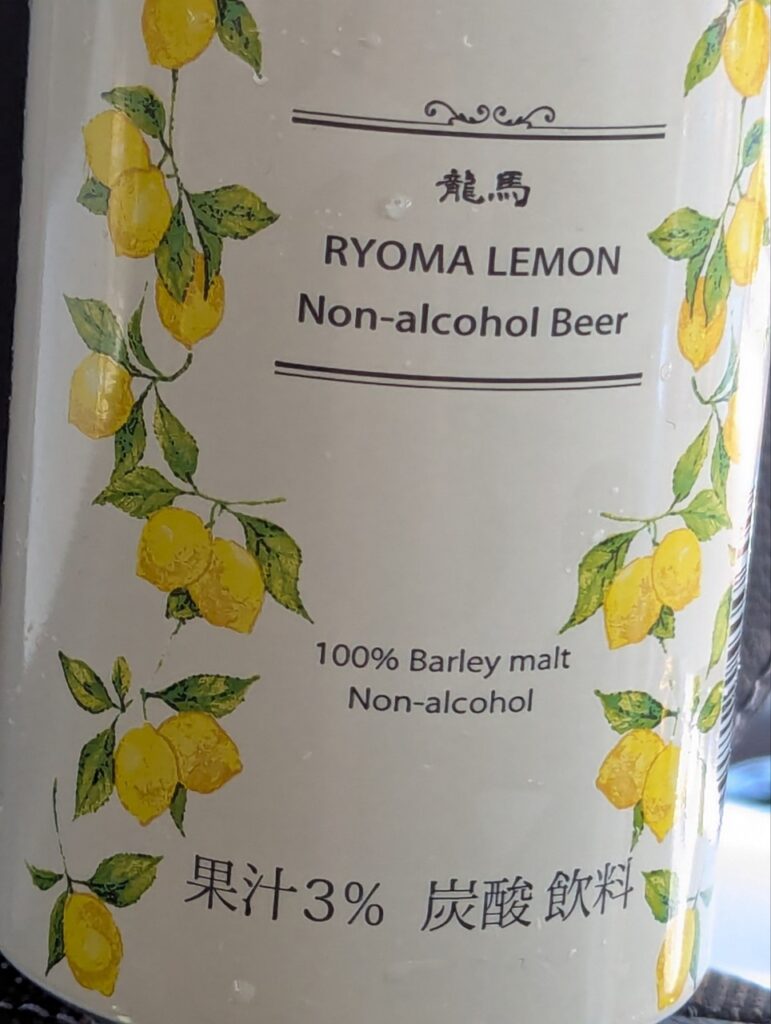 龍馬
RYOMA LEMON
Non-alcohol Beer
100% Barley malt
Non-alcohol
果汁3% 炭酸飲料